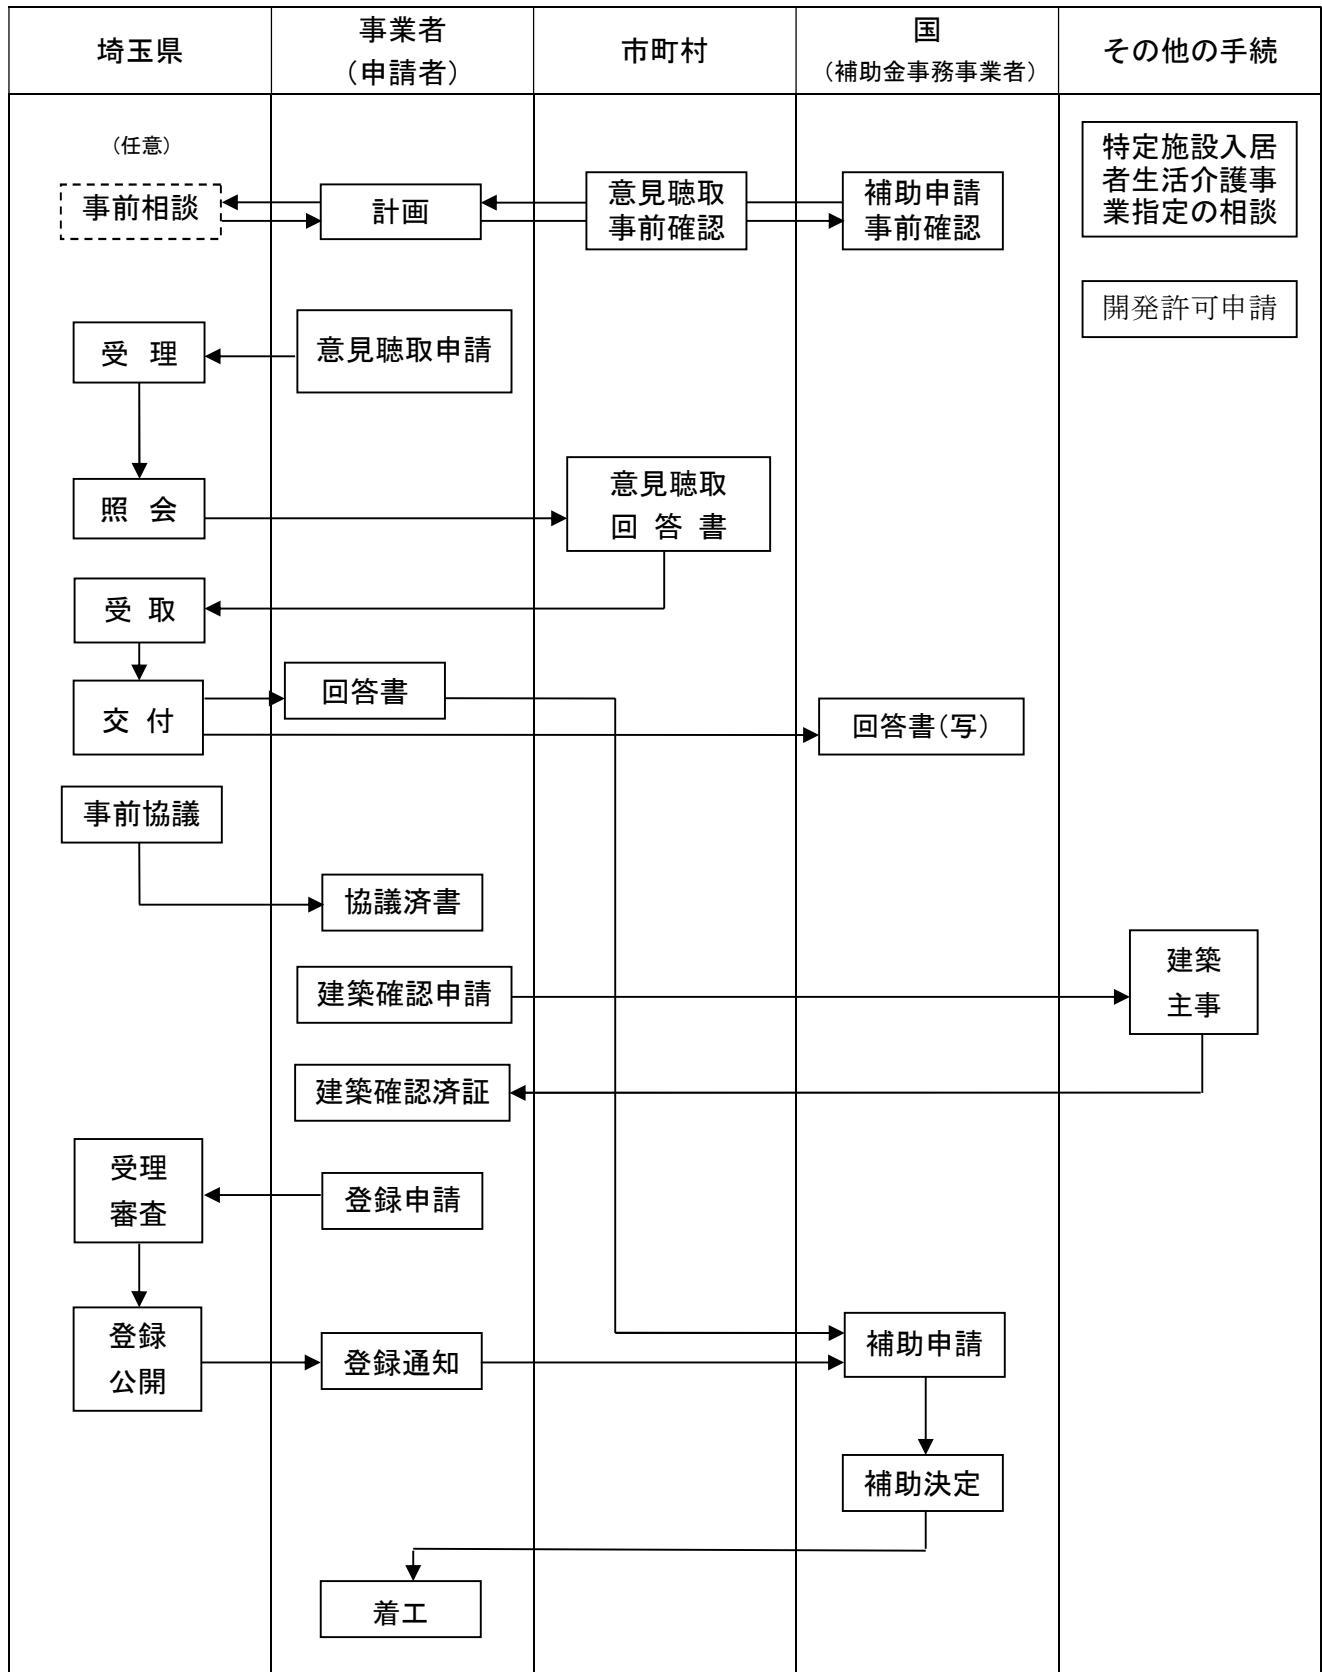 埼玉県
事業者
（申請者）
市町村
国
（補助金事務事業者）
その他の手続
（任意）
事前相談
計画
意見聴取
事前確認
補助申請
事前確認
特定施設入居
者生活介護事
業指定の相談
開発許可申請
受　理
意見聴取申請
照　会
意見聴取
回　答　書
受　取
交　付
回答書
回答書（写）
事前協議
協議済書
建築確認申請
建築
主事
建築確認済証
受理
審査
登録申請
登録
公開
登録通知
補助申請
補助決定
着工